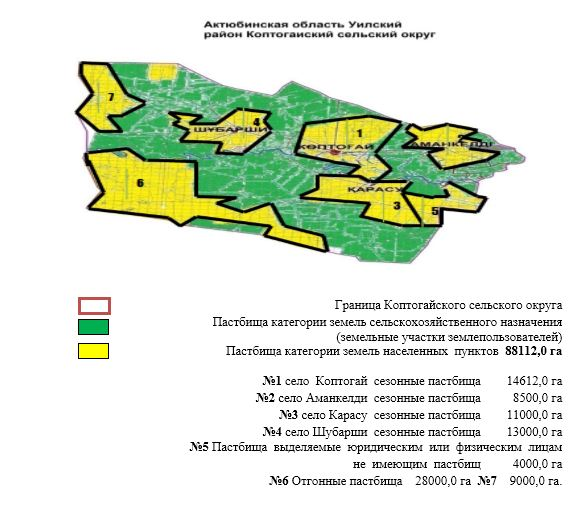 Актюбинская область Уилский
район Коптогаиский сельский округ
7
4
ШУБАРШИ
1
КОПТОГАЙ
2
АМАНКЕЛДІ
6
КАРАСУ
3
5
Граница Коптогайского сельского округа
Пастбища категории земель сельскохозяйственного назначения
(земельные участки землепользователей)
Пастбища категории земель населенных пунктов 88112,0 га
№1 село Коптогай сезонные пастбища 14612,0 га
№2 село Аманкелди сезонные пастбища 8500,0 га
№3 село Карасу сезонные пастбища 11000,0 га
№4 село Шубарши сезонные пастбища 13000,0 га
№5 Пастбища выделяемые юридическим или физическим лицам
не имеющим пастбищ 4000,0 га
№6 Отгонные пастбища 28000,0 га №7 9000,0 га.